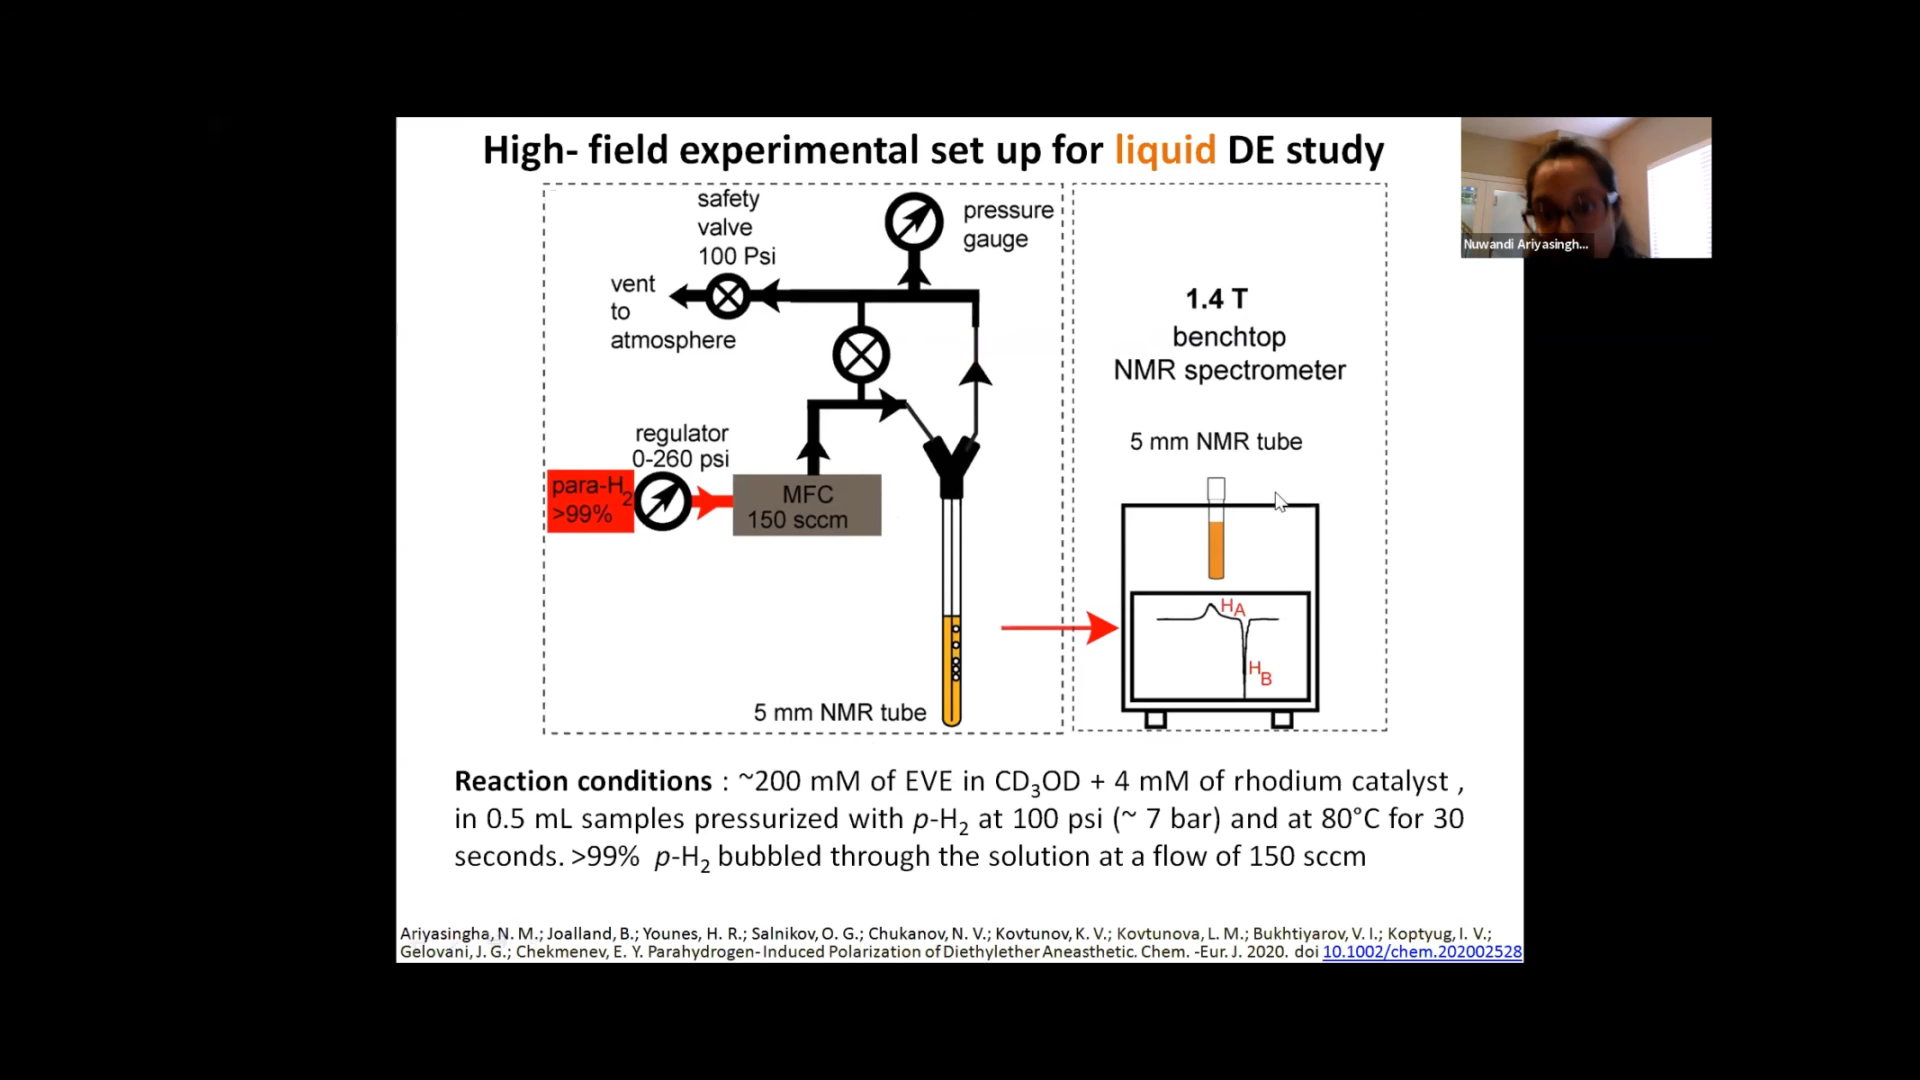 High- field experimental set up for liquid DE study
safety
valve
100 Psi
pressure
gauge
vent
to
atmosphere
regulator
0-260 psi
para-H2
>99%
MFC
150 sccm
5 mm NMR tube
1.4 T
benchtop
NMR spectrometer
5 mm NMR tube
HA
HB
Reaction conditions : ~200 mM of EVE in CD3OD + 4 mM of rhodium catalyst ,
in 0.5 mL samples pressurized with p-H2 at 100 psi (~ 7 bar) and at 80°C for 30
seconds. >99% p-H2 bubbled through the solution at a flow of 150 sccm
Ariyasingha, N. M.; Joalland, B.; Younes, H. R.; Salnikov, O. G.; Chukanov, N. V.; Kovtunov, K. V.; Kovtunova, L. M.; Bukhtiyarov, V. I.; Koptyug, I. V.;
Gelovani, J. G.; Chekmenev, E. Y. Parahydrogen- Induced Polarization of Diethylether Aneasthetic. Chem. -Eur. J. 2020. doi 10.1002/chem.202002528
Nuwandi Ariyasingh...